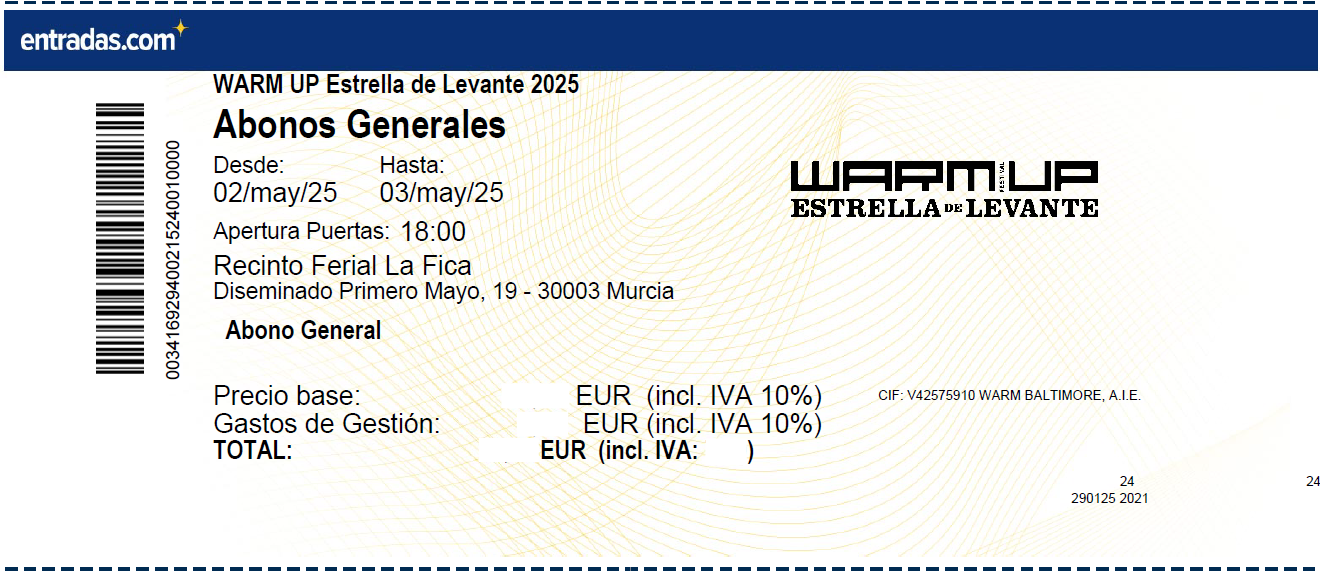 entradas.com
WARM UP Estrella de Levante 2025
Abonos Generales
Desde: Hasta:
02/may/25 03/may/25
Apertura Puertas: 18:00
Recinto Ferial La Fica
Diseminado Primero Mayo, 19 - 30003 Murcia
Abono General
003416929400215240010000
WARM UP
FESTIVAL
ESTRELLA DE LEVANTE
Precio base: EUR (incl. IVA 10%)
Gastos de Gestión: EUR (incl. IVA 10%)
TOTAL: EUR (incl. IVA: )
CIF: V42575910 WARM BALTIMORE, A.I.E.
24 24
290125 2021